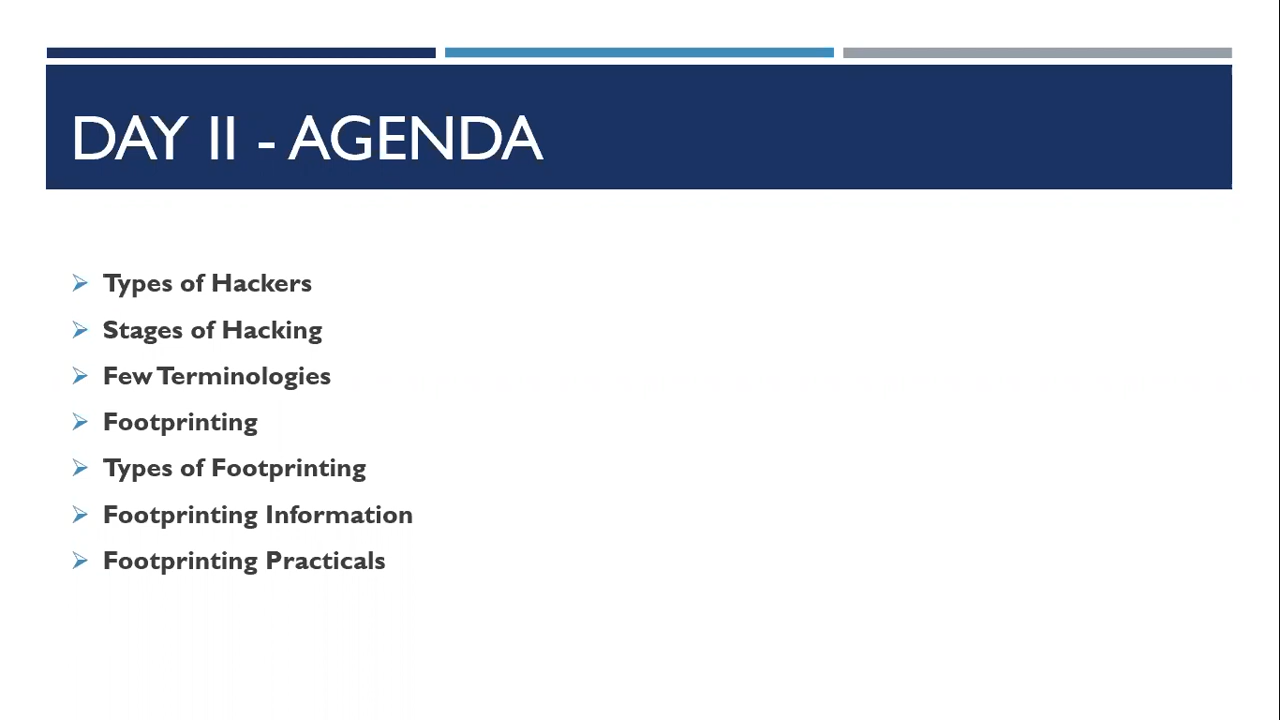 DAY II - AGENDA
Types of Hackers
Stages of Hacking
Few Terminologies
Footprinting
Types of Footprinting
Footprinting Information
Footprinting Practicals